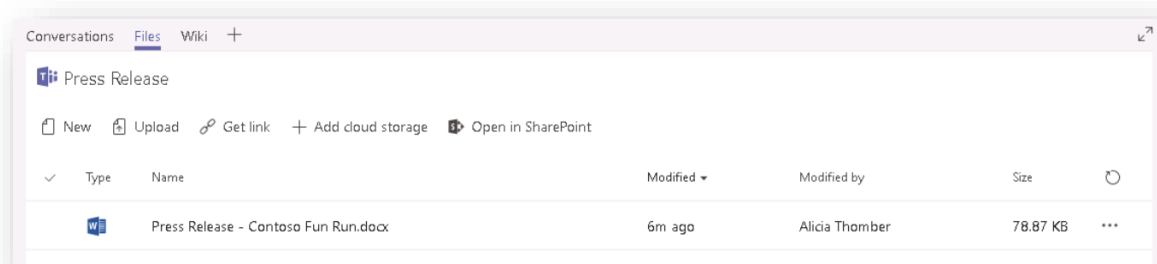 Conversations Files Wiki
Press Release
New Upload Get link Add cloud storage Open in SharePoint
Type Name Modified Modified by Size
Press Release - Contoso Fun Run.docx 6m ago Alicia Thomber 78.87 KB